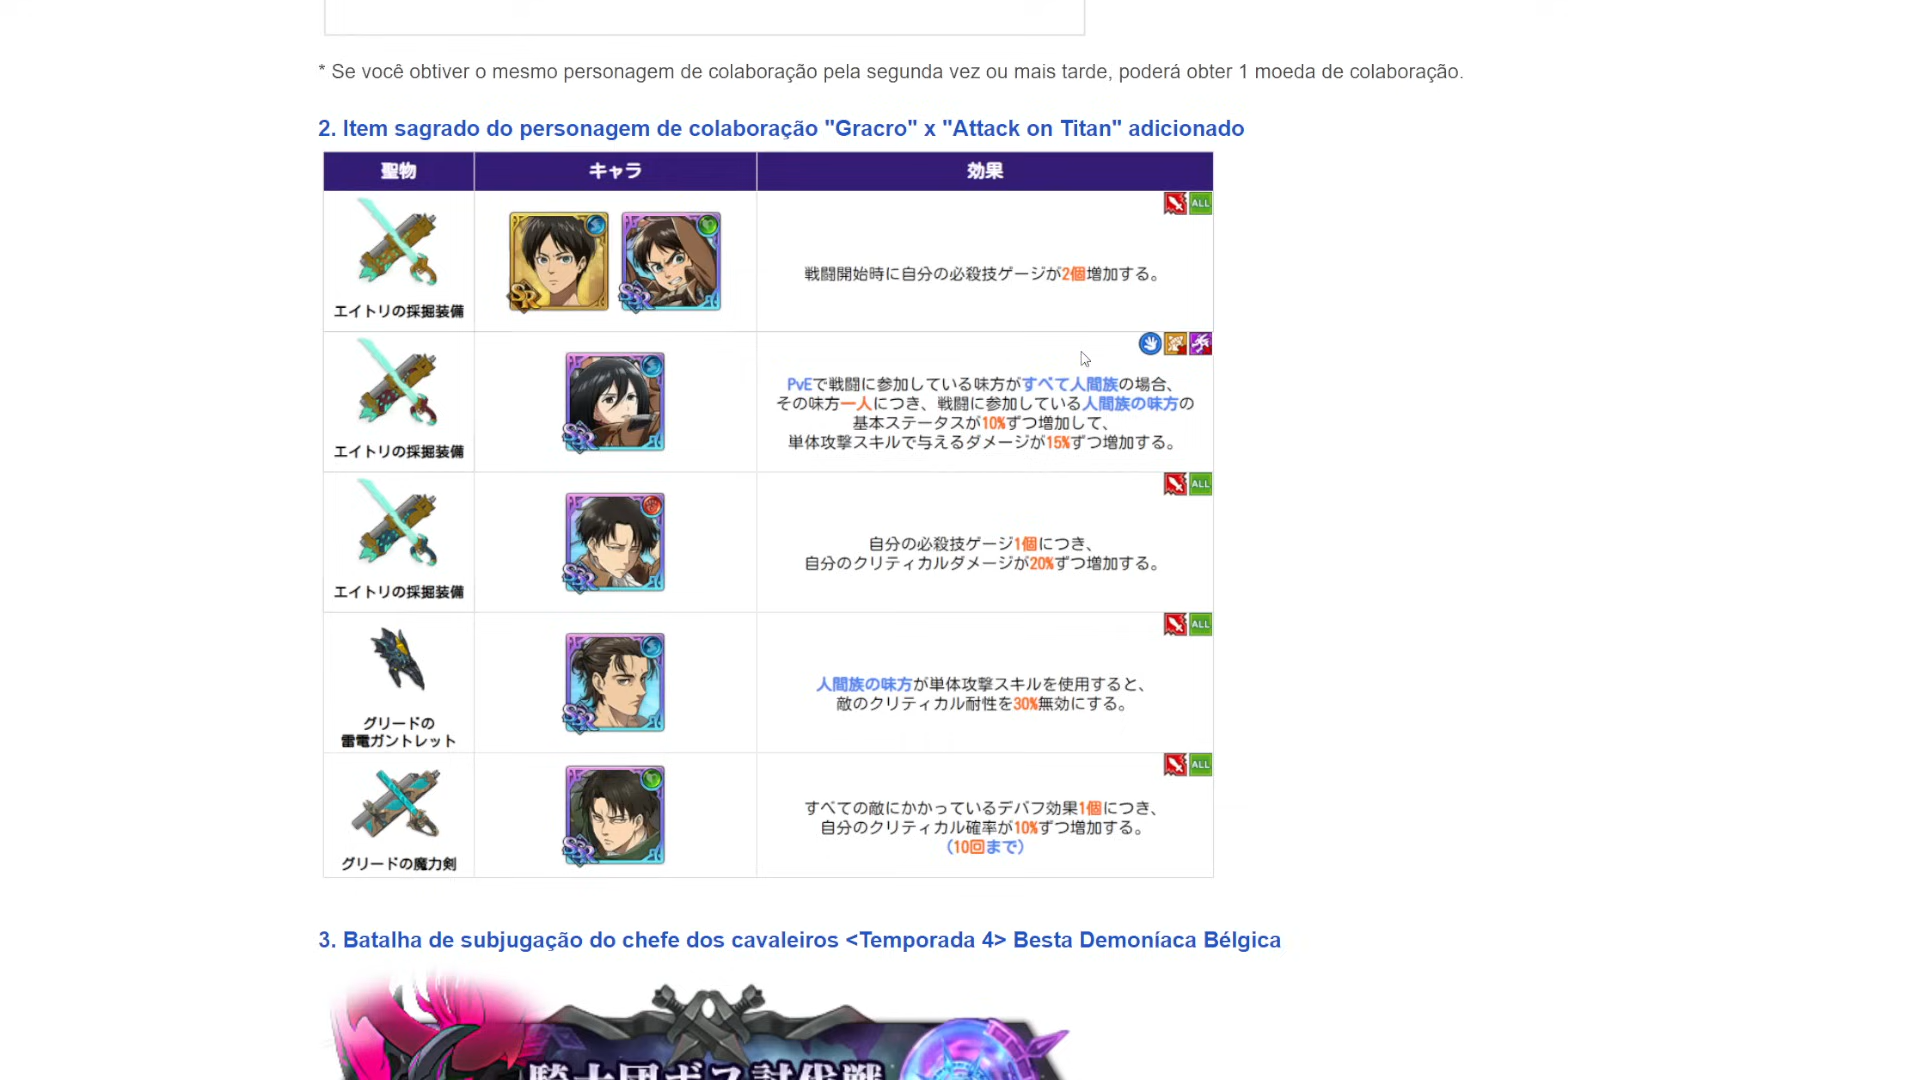 * Se você obtiver o mesmo personagem de colaboração pela segunda vez ou mais tarde, poderá obter 1 moeda de colaboração.
2. Item sagrado do personagem de colaboração "Gracro" x "Attack on Titan" adicionado
聖物 キャラ 効果
ALL
SR SSR
戦闘開始時に自分の必殺技ゲージが2個増加する。
エイトリの採掘装備
SSR
PvEで戦闘に参加している味方がすべて人間族の場合、
その味方一人につき、戦闘に参加している人間族の味方の
基本ステータスが10%ずつ増加して、
単体攻撃スキルで与えるダメージが15%ずつ増加する。
エイトリの採掘装備
ALL
SSR
自分の必殺技ゲージ1個につき、
自分のクリティカルダメージが20%ずつ増加する。
エイトリの採掘装備
ALL
SSR
人間族の味方が単体攻撃スキルを使用すると、
敵のクリティカル耐性を30%無効にする。
グリードの
雷電ガントレット
ALL
SSR
すべての敵にかかっているデバフ効果1個につき、
自分のクリティカル確率が10%ずつ増加する。
（10回まで）
グリードの魔力剣
3. Batalha de subjugação do chefe dos cavaleiros <Temporada 4> Besta Demoníaca Bélgica
騎士団ボス討伐戦